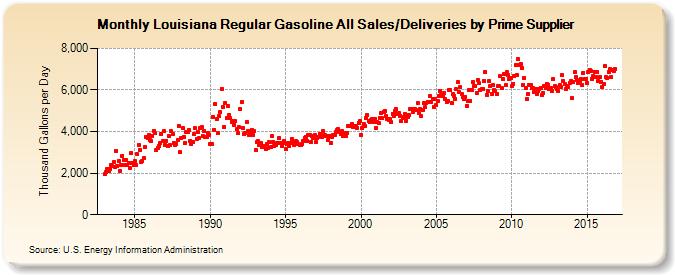 Monthly Louisiana Regular Gasoline All Sales/Deliveries by Prime Supplier
Thousand Gallons per Day
8,000
6,000
4,000
2,000
0
1985 1990 1995 2000 2005 2010 2015
Source: U.S. Energy Information Administration